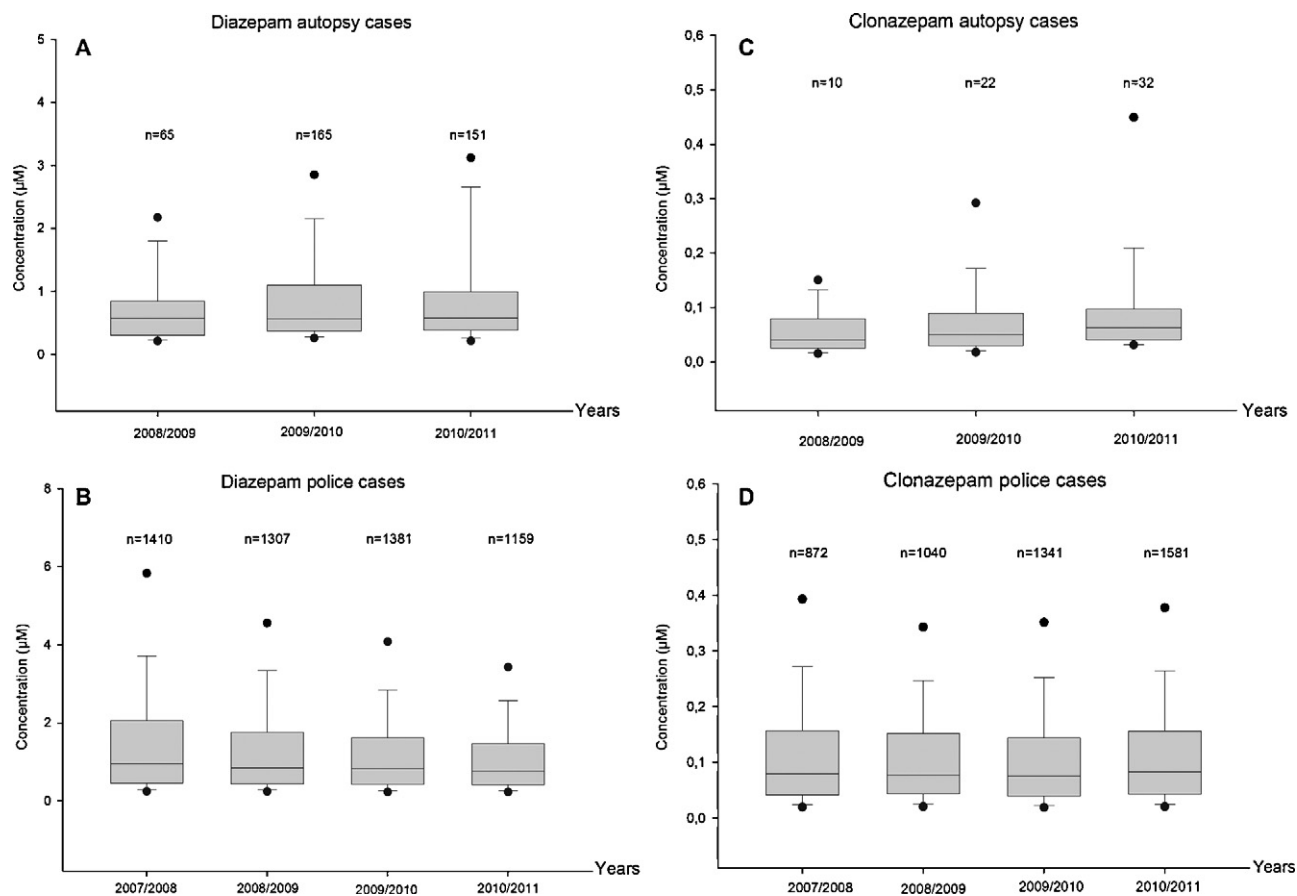 Diazepam autopsy cases
A
5
4
3
2
1
0
Concentration (µM)
n=65 n=165 n=151
2008/2009 2009/2010 2010/2011
Years
Clonazepam autopsy cases
C
0,6
0,5
0,4
0,3
0,2
0,1
0,0
Concentration (µM)
n=10 n=22 n=32
2008/2009 2009/2010 2010/2011
Years
Diazepam police cases
B
8
6
4
2
0
Concentration (µM)
n=1410 n=1307 n=1381 n=1159
2007/2008 2008/2009 2009/2010 2010/2011
Years
Clonazepam police cases
D
0,6
0,5
0,4
0,3
0,2
0,1
0,0
Concentration (µM)
n=872 n=1040 n=1341 n=1581
2007/2008 2008/2009 2009/2010 2010/2011
Years